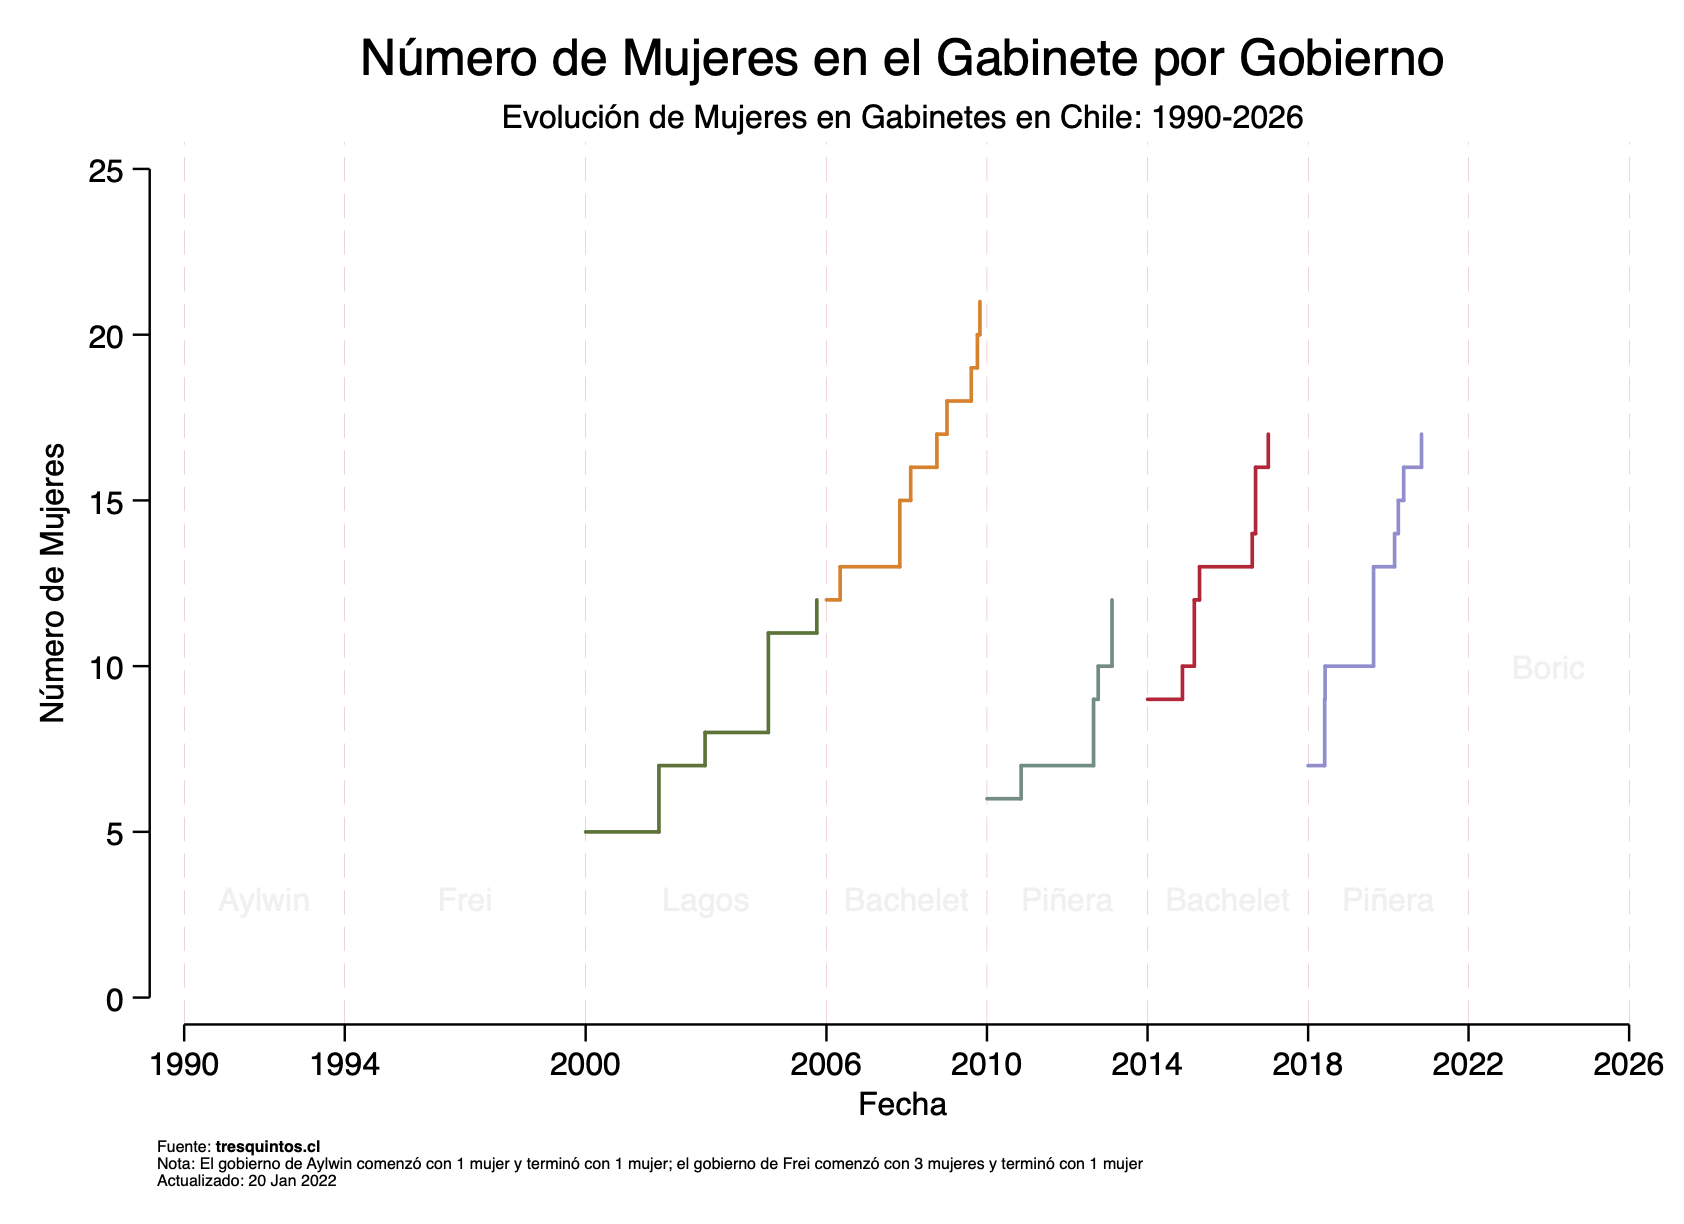 Número de Mujeres en el Gabinete por Gobierno
Evolución de Mujeres en Gabinetes en Chile: 1990-2026
25
20
15
10
5
0
Número de Mujeres
Boric
Aylwin Frei Lagos Bachelet Piñera Bachelet Piñera
1990 1994 2000 2006 2010 2014 2018 2022 2026
Fecha
Fuente: tresquintos.cl
Nota: El gobierno de Aylwin comenzó con 1 mujer y terminó con 1 mujer; el gobierno de Frei comenzó con 3 mujeres y terminó con 1 mujer
Actualizado: 20 Jan 2022